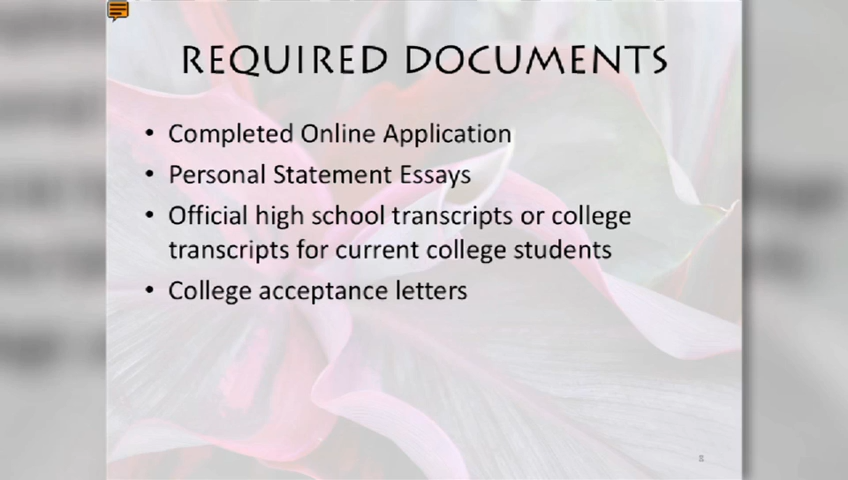 REQUIRED DOCUMENTS
• Completed Online Application
• Personal Statement Essays
• Official high school transcripts or college
transcripts for current college students
• College acceptance letters
8